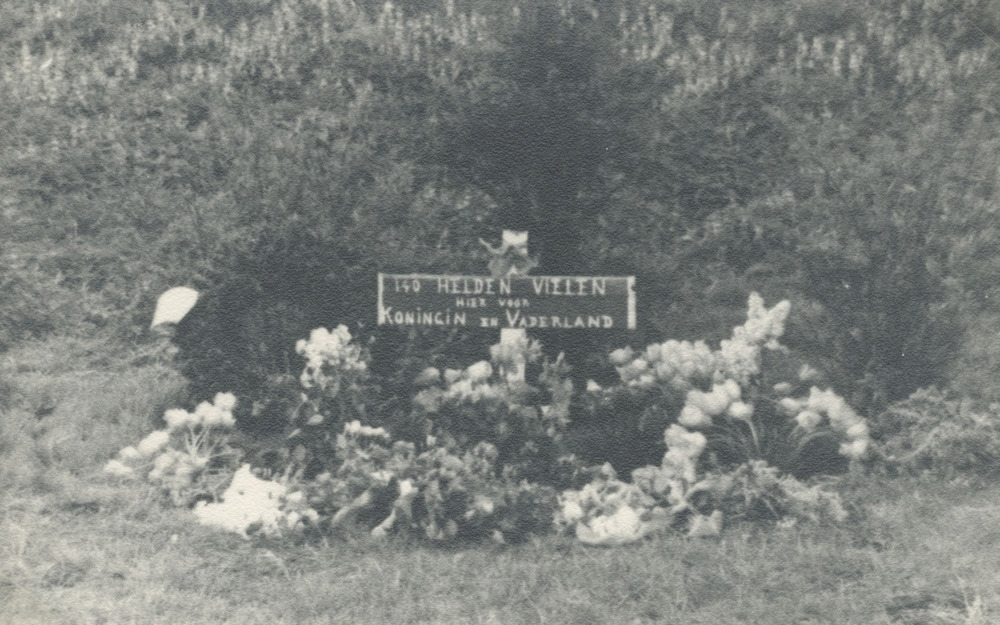 140 HELDEN VIELEN
HIER VOOR
KONINGIN EN VADERLAND